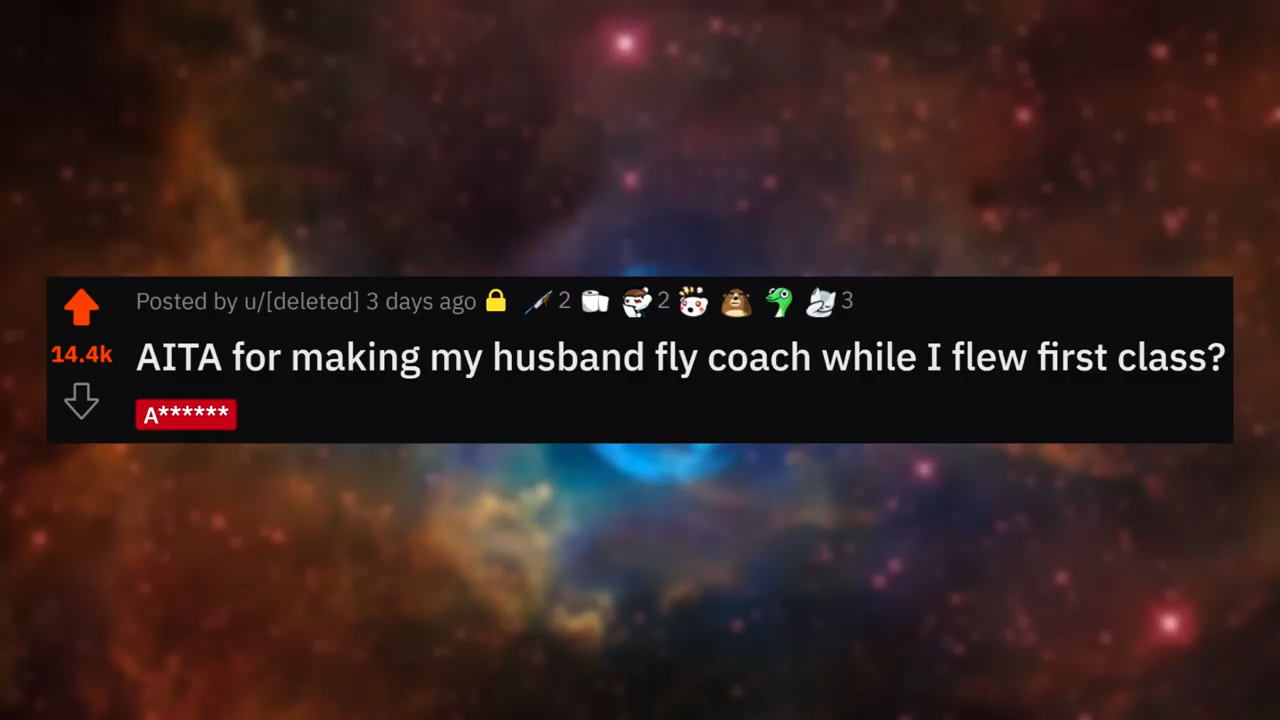 Posted by u/[deleted] 3 days ago 2 2 3
14.4k AITA for making my husband fly coach while I flew first class?
A******